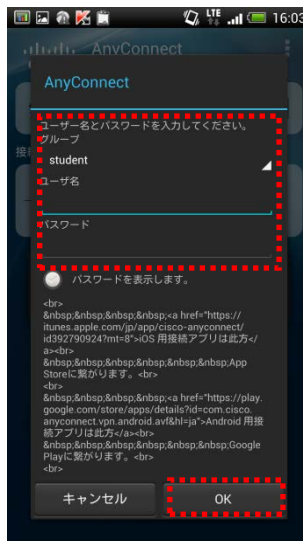 LTE 16:03
AnyConnect
AnyConnect
ユーザー名とパスワードを入力してください。
グループ
接
student
ユーザ名
パスワード
パスワードを表示します。
<br>
&nbsp;&nbsp;&nbsp;&nbsp;<a href="https://
itunes.apple.com/jp/app/cisco-anyconnect/
id392790924?mt=8">iOS 用接続アプリは此方</
a><br>
&nbsp;&nbsp;&nbsp;&nbsp;&nbsp;App
Storeに繋がります。<br>
<br>
&nbsp;&nbsp;&nbsp;&nbsp;<a href="https://play.
google.com/store/apps/details?id=com.cisco.
anyconnect.vpn.android.avf&hl=ja">Android 用接
続アプリは此方</a><br>
&nbsp;&nbsp;&nbsp;&nbsp;&nbsp;Google
Playに繋がります。<br>
<br>
キャンセル OK